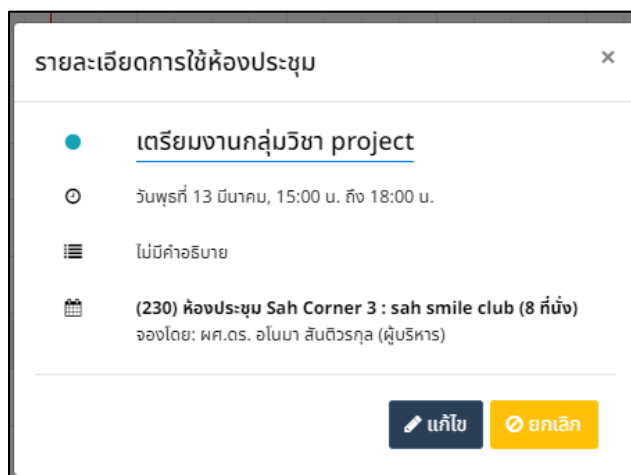 รายละเอียดการใช้ห้องประชุม
×
เตรียมงานกลุ่มวิชา project
วันพุธที่ 13 มีนาคม, 15:00 น. ถึง 18:00 น.
ไม่มีคำอธิบาย
(230) ห้องประชุม Sah Corner 3 : sah smile club (8 ที่นั่ง)
จองโดย: ผศ.ดร. อโนมา สันติวรกุล (ผู้บริหาร)
แก้ไข ยกเลิก